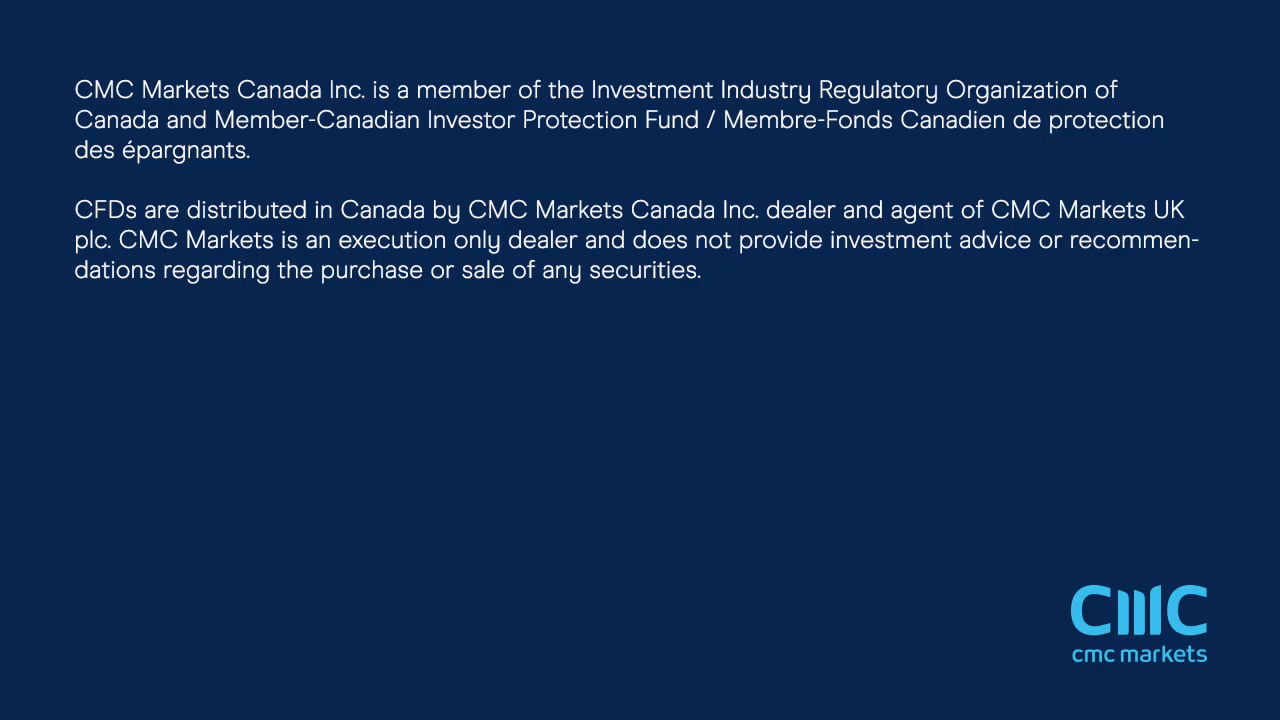 CMC Markets Canada Inc. is a member of the Investment Industry Regulatory Organization of
Canada and Member-Canadian Investor Protection Fund / Membre-Fonds Canadien de protection
des épargnants.
CFDs are distributed in Canada by CMC Markets Canada Inc. dealer and agent of CMC Markets UK
plc. CMC Markets is an execution only dealer and does not provide investment advice or recommen-
dations regarding the purchase or sale of any securities.
CMC
cmc markets